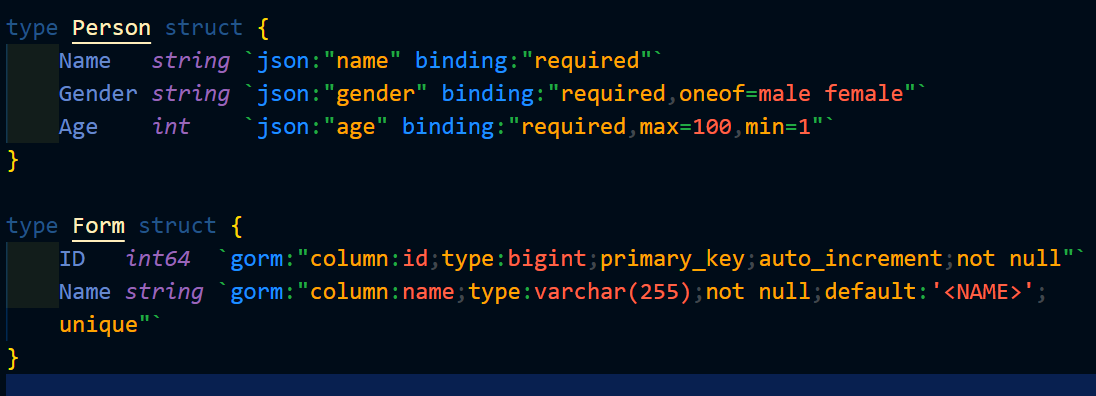 type Person struct {
    Name   string `json:"name" binding:"required"`
    Gender string `json:"gender" binding:"required,oneof=male female"`
    Age    int    `json:"age" binding:"required,max=100,min=1"`
}

type Form struct {
    ID   int64  `gorm:"column:id;type:bigint;primary_key;auto_increment;not null"`
    Name string `gorm:"column:name;type:varchar(255);not null;default:'<NAME>';
    unique"`
}